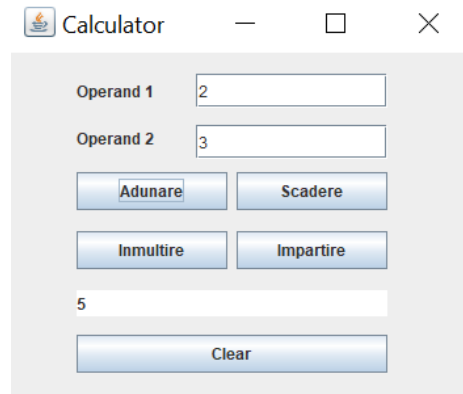 Calculator
Operand 1 2
Operand 2 3
Adunare Scadere
Inmultire Impartire
5
Clear